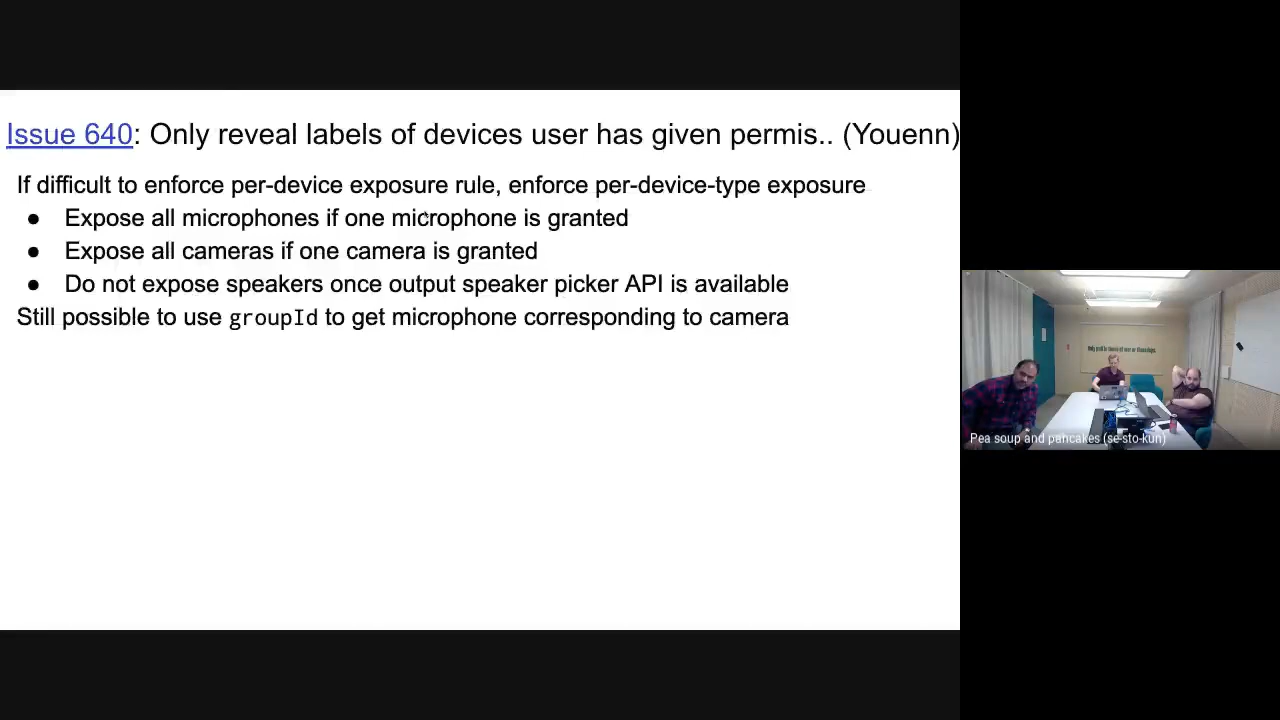 Issue 640: Only reveal labels of devices user has given permis.. (Youenn)
If difficult to enforce per-device exposure rule, enforce per-device-type exposure
● Expose all microphones if one microphone is granted
● Expose all cameras if one camera is granted
● Do not expose speakers once output speaker picker API is available
Still possible to use groupId to get microphone corresponding to camera
Pea soup and pancakes (se-sto-kun)